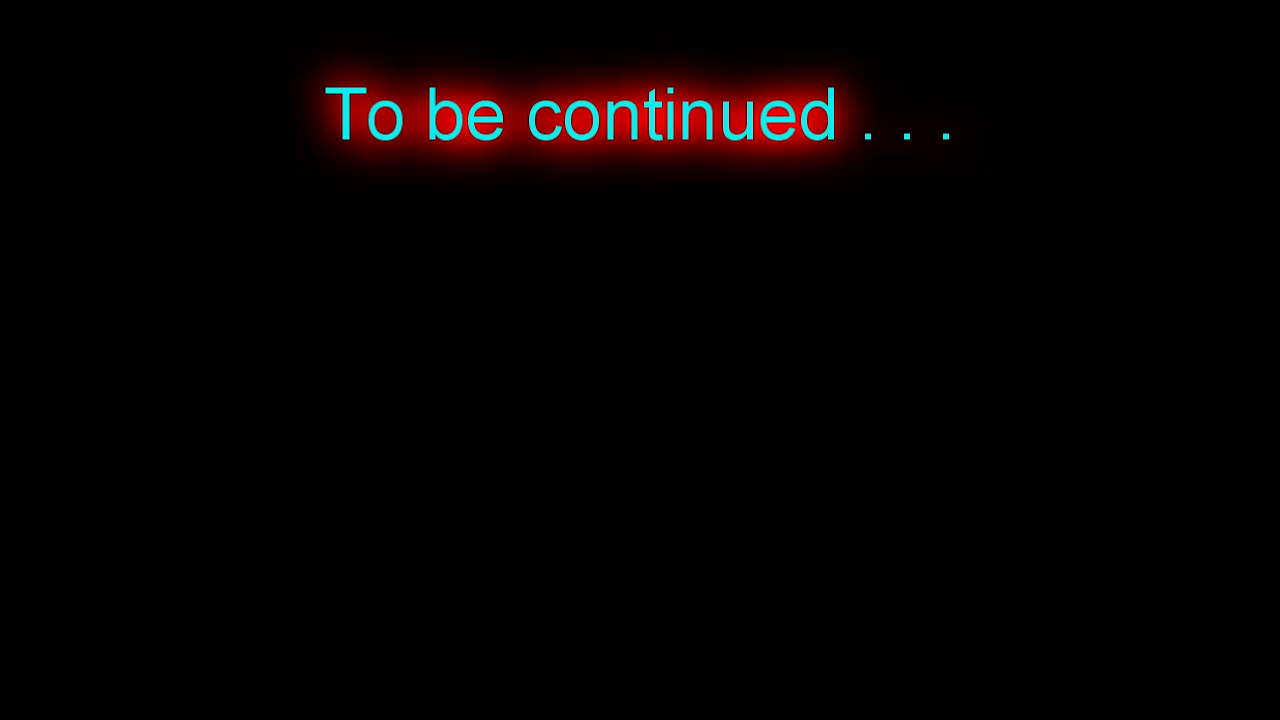 To be continued . . .